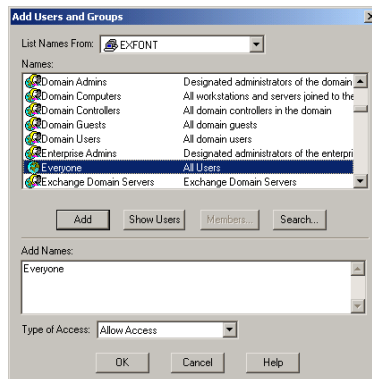 Add Users and Groups
List Names From: EXFONT
Names:
Domain Admins Designated administrators of the domain
Domain Computers All workstations and servers joined to the
Domain Controllers All domain controllers in the domain
Domain Guests All domain guests
Domain Users All domain users
Enterprise Admins Designated administrators of the enterpri
Everyone All Users
Exchange Domain Servers Exchange Domain Servers
Add Show Users Members... Search...
Add Names:
Everyone
Type of Access: Allow Access
OK Cancel Help